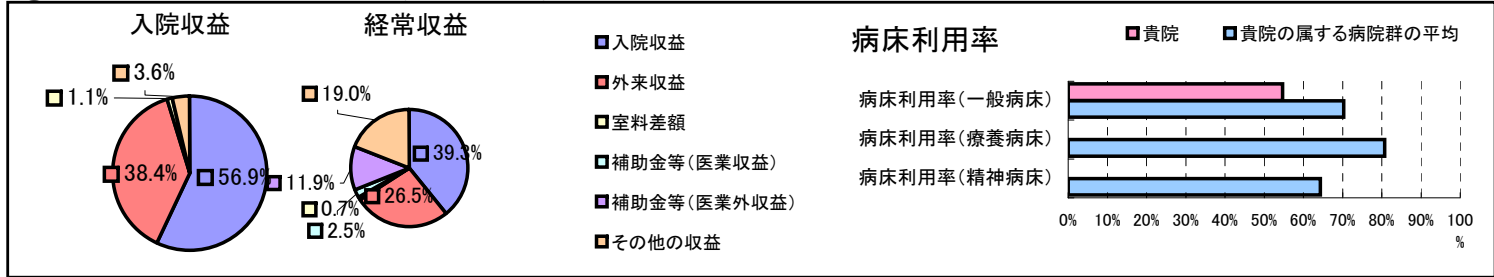 入院収益
3.6%
1.1%
38.4%
56.9%
経常収益
19.0%
39.3%
11.9%
26.5%
0.7%
2.5%
入院収益
外来収益
室料差額
補助金等(医業収益)
補助金等(医業外収益)
その他の収益
病床利用率
貴院 貴院の属する病院群の平均
病床利用率(一般病床)
病床利用率(療養病床)
病床利用率(精神病床)
0% 10% 20% 30% 40% 50% 60% 70% 80% 90% 100
%